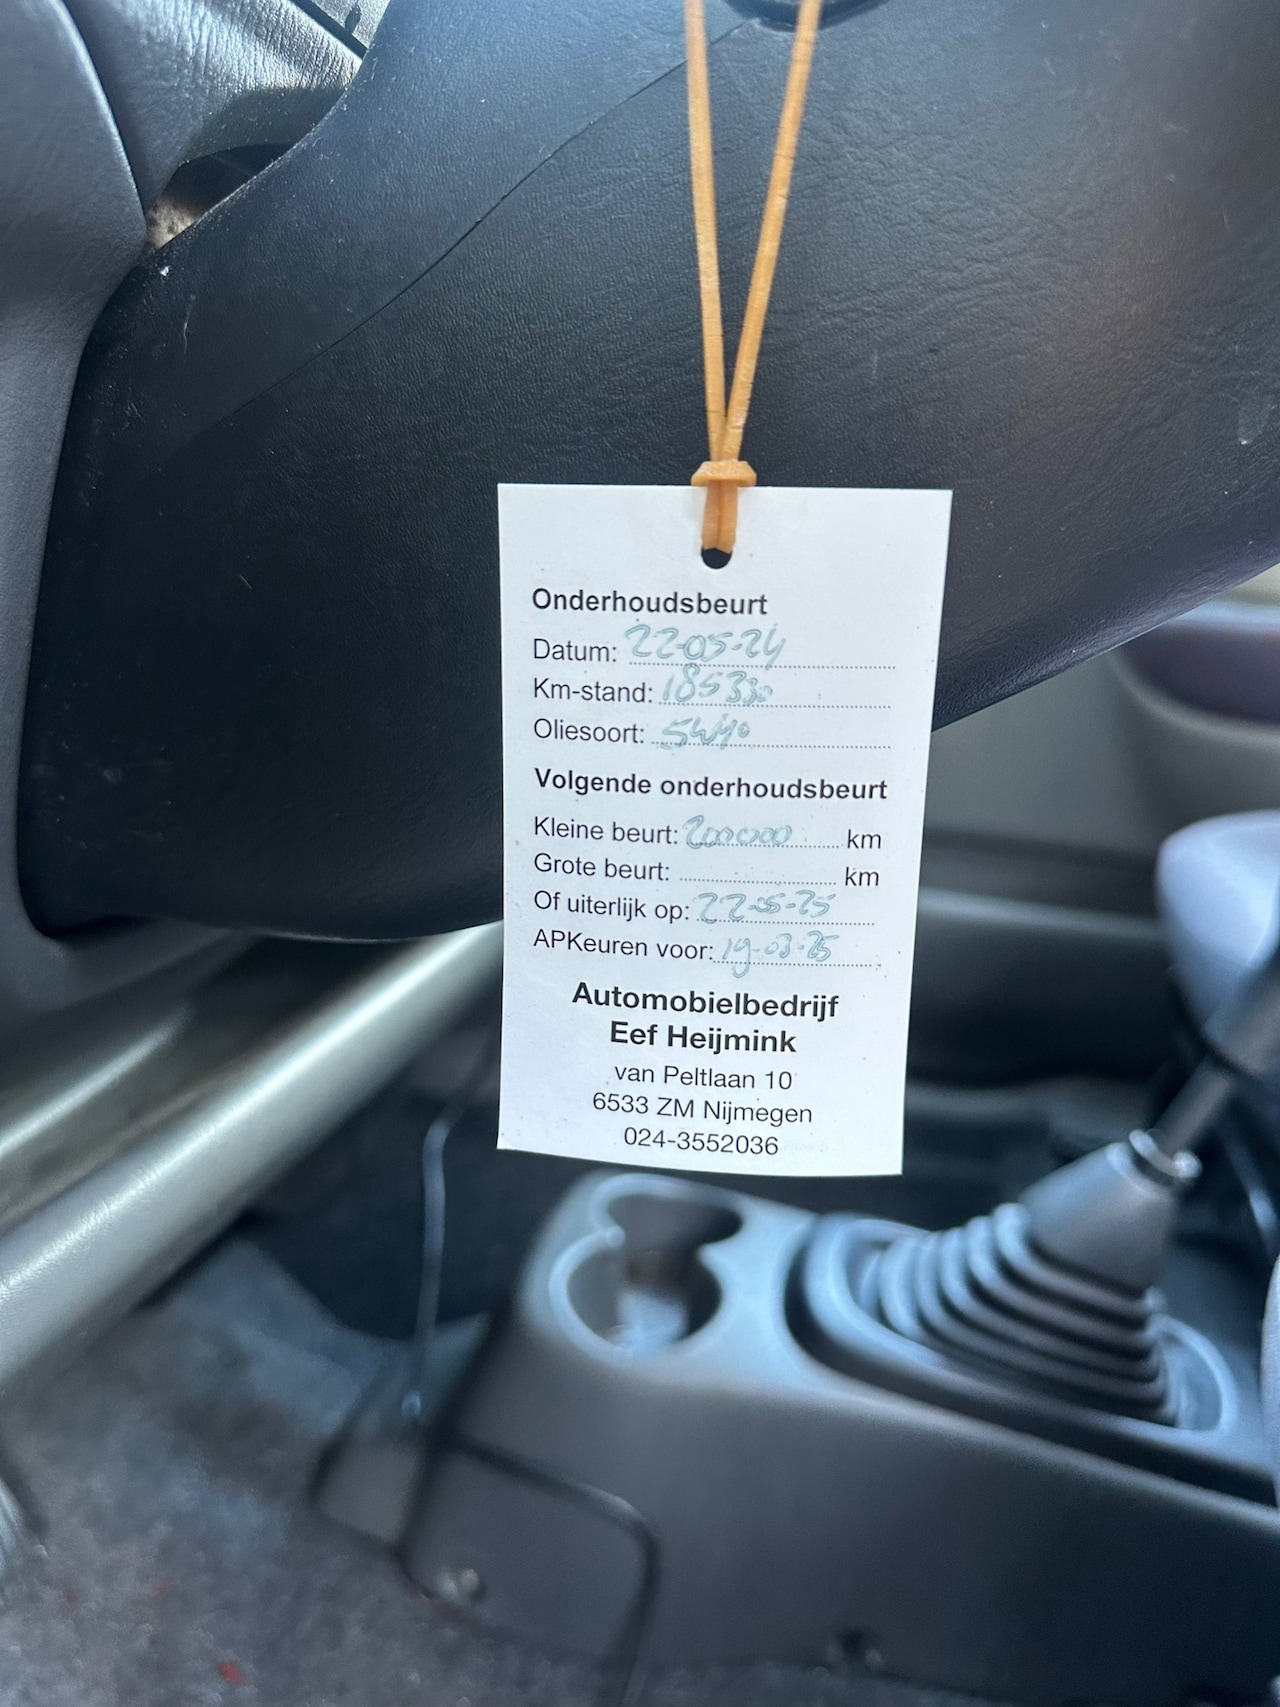 Onderhoudsbeurt
Datum: 22-05-24
Km-stand: 185330
Oliesoort: 5W40
Volgende onderhoudsbeurt
Kleine beurt: 200000 km
Grote beurt: km
Of uiterlijk op: 22-05-25
APKeuren voor: 19-03-25
Automobielbedrijf
Eef Heijmink
van Peltlaan 10
6533 ZM Nijmegen
024-3552036